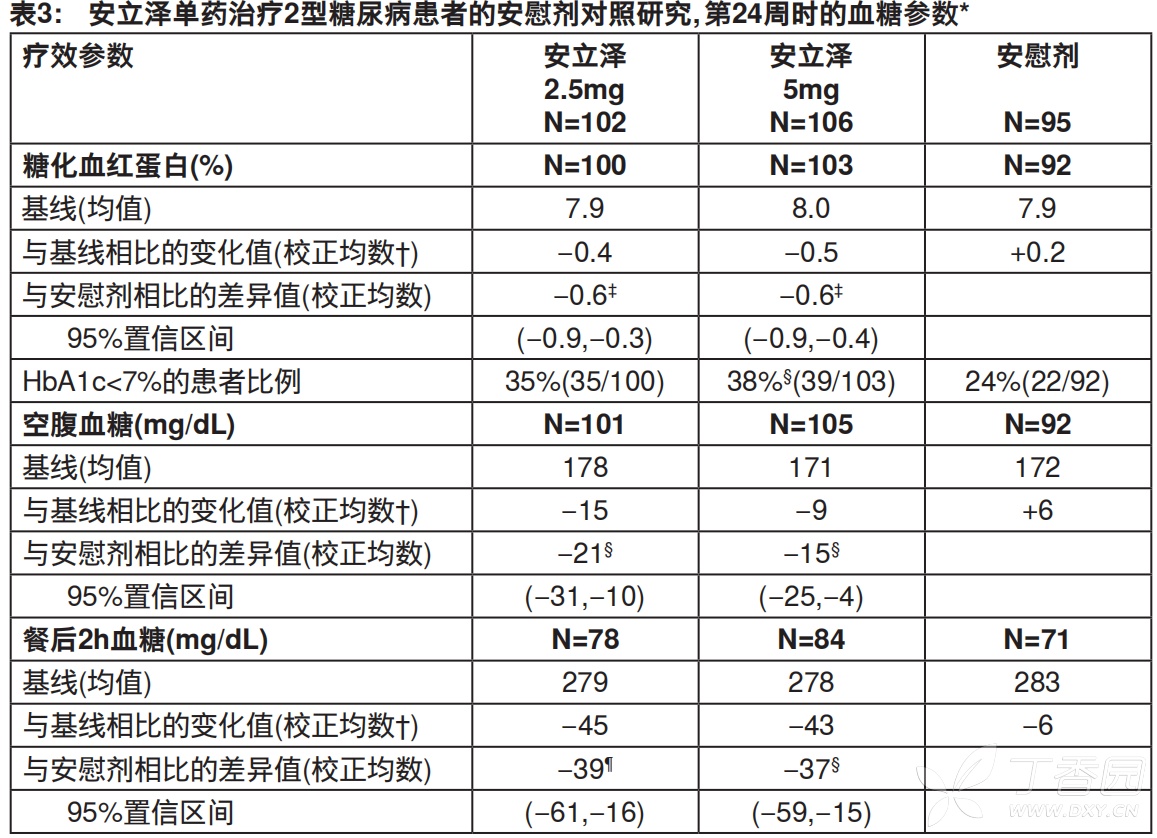 表3: 安立泽单药治疗2型糖尿病患者的安慰剂对照研究,第24周时的血糖参数*
疗效参数 安立泽 安立泽 安慰剂
2.5mg 5mg
N=102 N=106 N=95
糖化血红蛋白(%) N=100 N=103 N=92
基线(均值) 7.9 8.0 7.9
与基线相比的变化值(校正均数†) −0.4 −0.5 +0.2
与安慰剂相比的差异值(校正均数) −0.6‡ −0.6‡
95%置信区间 (−0.9,−0.3) (−0.9,−0.4)
HbA1c<7%的患者比例 35%(35/100) 38%§(39/103) 24%(22/92)
空腹血糖(mg/dL) N=101 N=105 N=92
基线(均值) 178 171 172
与基线相比的变化值(校正均数†) −15 −9 +6
与安慰剂相比的差异值(校正均数) −21§ −15§
95%置信区间 (−31,−10) (−25,−4)
餐后2h血糖(mg/dL) N=78 N=84 N=71
基线(均值) 279 278 283
与基线相比的变化值(校正均数†) −45 −43 −6
与安慰剂相比的差异值(校正均数) −39¶ −37§
95%置信区间 (−61,−16) (−59,−15)
丁香园
WWW.DXY.CN